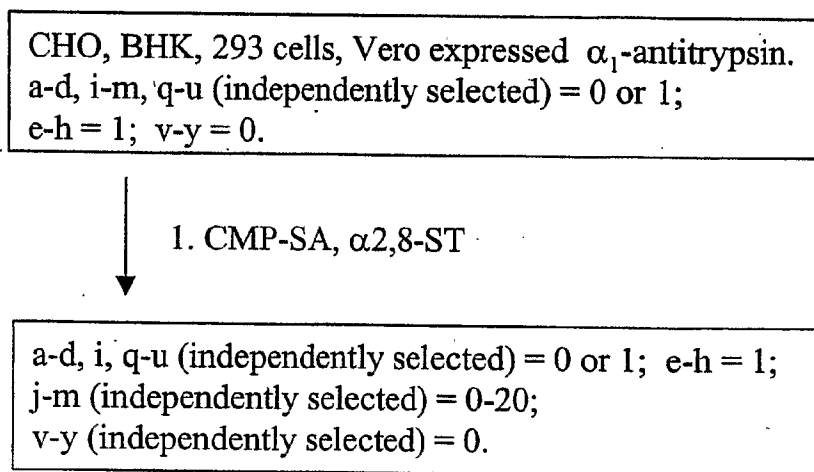 CHO, BHK, 293 cells, Vero expressed α₁-antitrypsin.
a-d, i-m, q-u (independently selected) = 0 or 1;
e-h = 1; v-y = 0.
1. CMP-SA, α2,8-ST
a-d, i, q-u (independently selected) = 0 or 1; e-h = 1;
j-m (independently selected) = 0-20;
v-y (independently selected) = 0.